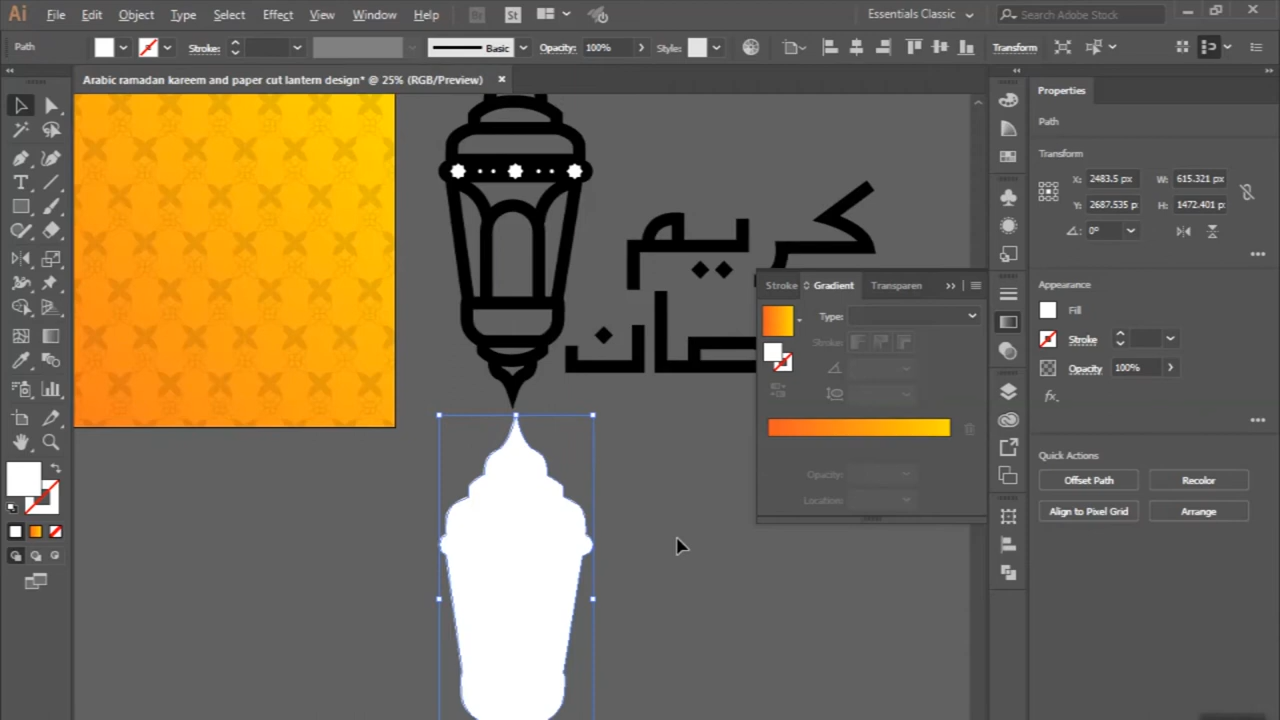 Ai File Edit Object Type Select Effect View Window Help Br St Essentials Classic Search Adobe Stock
Path Stroke: Basic Opacity: 100% Style: Transform
Arabic ramadan kareem and paper cut lantern design* @ 25% (RGB/Preview)
Properties
Path
Transform
X: 2483.5 px W: 615.321 px
Y: 2687.535 p H: 1472.401 p
0°
Appearance
Fill
Stroke
Opacity 100%
fx.
Quick Actions
Offset Path Recolor
Align to Pixel Grid Arrange
كريم
Stroke Gradient Transparen
Type:
Stroke:
Opacity:
Location: